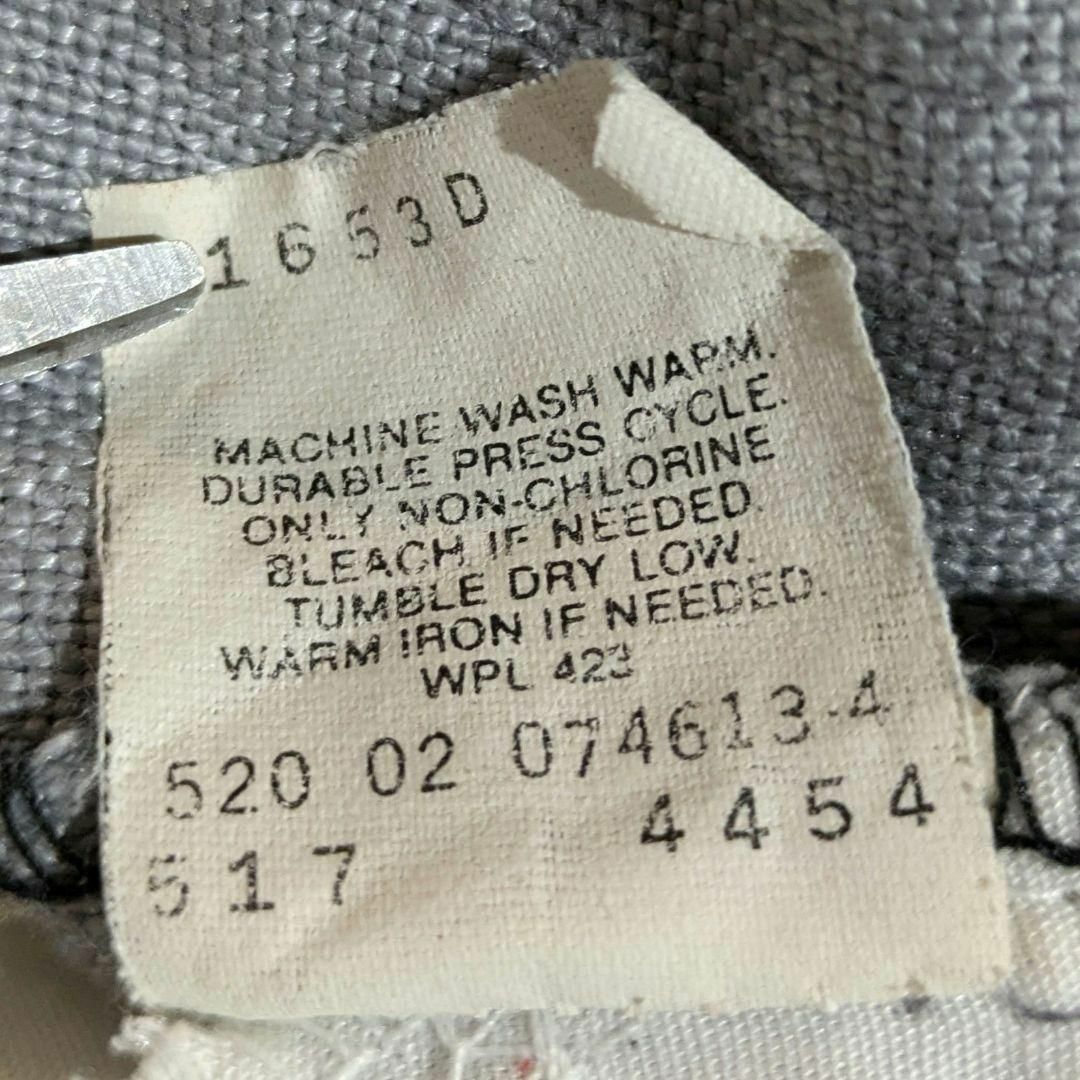 1653D
MACHINE WASH WARM.
DURABLE PRESS CYCLE.
ONLY NON-CHLORINE
BLEACH IF NEEDED.
TUMBLE DRY LOW.
WARM IRON IF NEEDED.
WPL 423
520 02 074613-4
517 4454